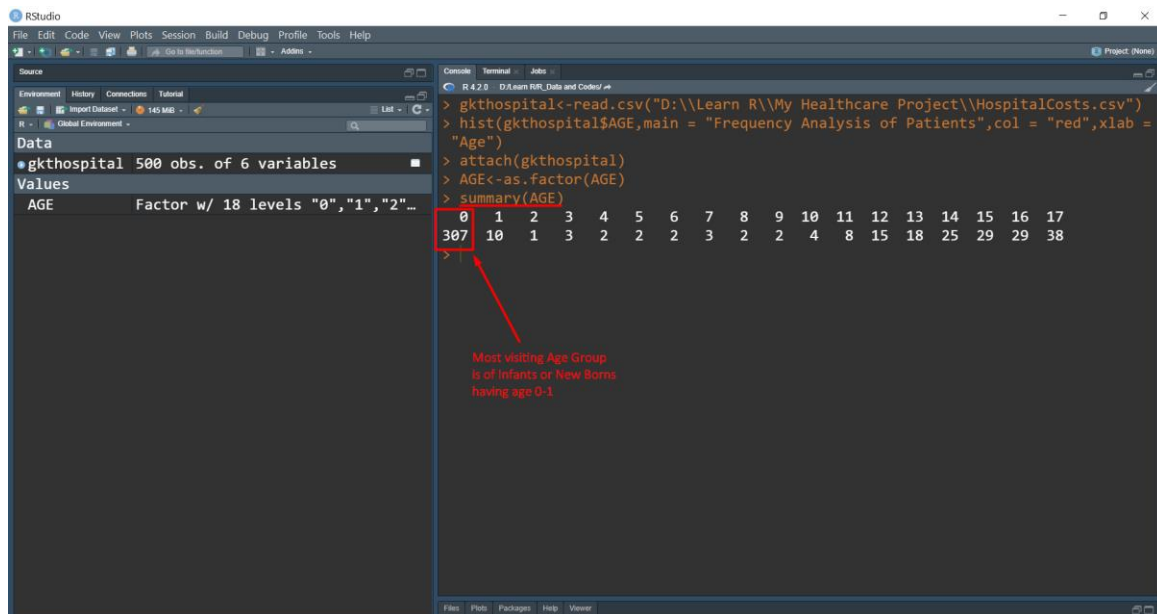 RStudio
File Edit Code View Plots Session Build Debug Profile Tools Help
Go to file/function Addins
Project: (None)
Source
Environment History Connections Tutorial
Import Dataset 145 MiB List
R Global Environment
Data
gkthospital 500 obs. of 6 variables
Values
AGE Factor w/ 18 levels "0","1","2"…
Console Terminal Jobs
R 4.2.0 D:/Learn R/R_Data and Codes/
> gkthospital<-read.csv("D:\\Learn R\\My Healthcare Project\\HospitalCosts.csv")
> hist(gkthospital$AGE,main = "Frequency Analysis of Patients",col = "red",xlab =
"Age")
> attach(gkthospital)
> AGE<-as.factor(AGE)
> summary(AGE)
0 1 2 3 4 5 6 7 8 9 10 11 12 13 14 15 16 17
307 10 1 3 2 2 2 3 2 2 4 8 15 18 25 29 29 38
>
Most visiting Age Group
is of Infants or New Borns
having age 0-1
Files Plots Packages Help Viewer